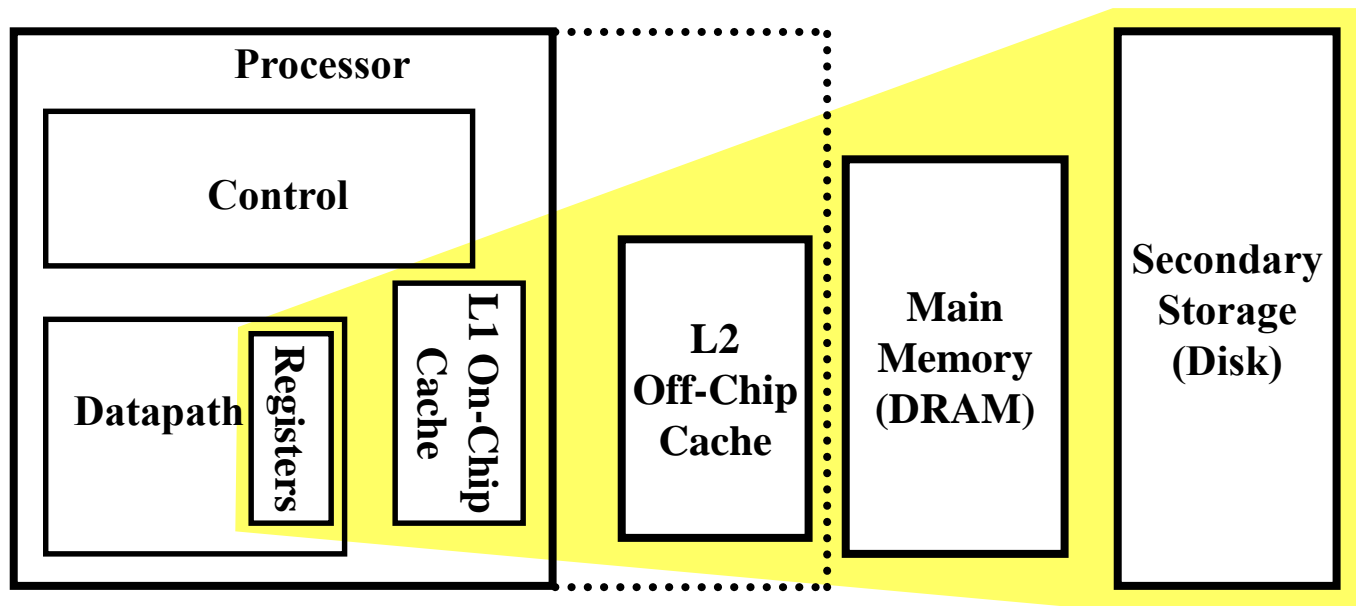 Processor
Control
Datapath
Registers
L1 On-Chip
Cache
L2
Off-Chip
Cache
Main
Memory
(DRAM)
Secondary
Storage
(Disk)